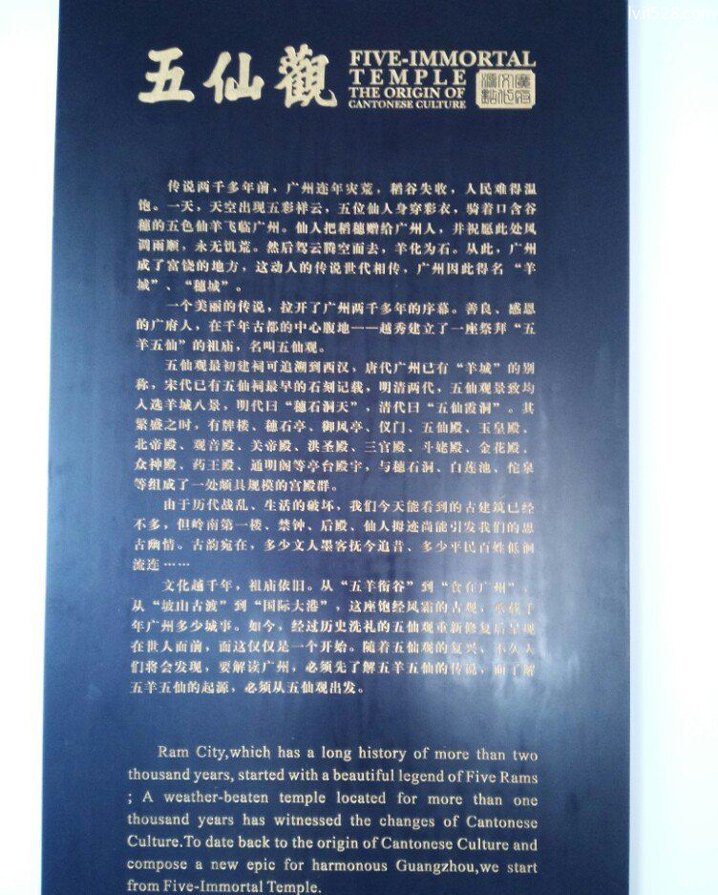 五仙觀
FIVE-IMMORTAL
TEMPLE
THE ORIGIN OF
CANTONESE CULTURE
传说两千多年前，广州连年灾荒，稻谷失收，人民难得温
饱。一天，天空出现五彩祥云，五位仙人身穿彩衣，骑着口含谷
穗的五色仙羊飞临广州。仙人把稻穗赠给广州人，并祝愿此处风
调雨顺，永无饥荒。然后驾云腾空而去，羊化为石。从此，广州
成了富饶的地方，这动人的传说世代相传，广州因此得名“羊
城”、“穗城”。
一个美丽的传说，拉开了广州两千多年的序幕。善良、感恩
的广府人，在千年古都的中心腹地——越秀建立了一座祭拜“五
羊五仙”的祖庙，名叫五仙观。
五仙观最初建祠可追溯到西汉，唐代广州已有“羊城”的别
称，宋代已有五仙祠最早的石刻记载，明清两代，五仙观景致均
入选羊城八景，明代曰“穗石洞天”，清代曰“五仙霞洞”。其
繁盛之时，有牌楼、穗石亭、御风亭、仪门、五仙殿、玉皇殿、
北帝殿、观音殿、关帝殿、洪圣殿、三官殿、斗姥殿、金花殿、
众神殿、药王殿、通明阁等亭台殿宇，与穗石洞、白莲池、佗泉
等组成了一处颇具规模的宫殿群。
由于历代战乱、生活的破坏，我们今天能看到的古建筑已经
不多，但岭南第一楼、禁钟、后殿、仙人拇迹尚能引发我们的思
古幽情。古韵宛在，多少文人墨客抚今追昔、多少平民百姓低徊
流连……
文化越千年，祖庙依旧。从“五羊衔谷”到“食在广州”，
从“坡山古渡”到“国际大港”，这座饱经风霜的古观，承载千
年广州多少城事。如今，经过历史洗礼的五仙观重新修复后呈现
在世人面前，而这仅仅是一个开始。随着五仙观的复兴，不久人
们将会发现，要解读广州，必须先了解五羊五仙的传说，而了解
五羊五仙的起源，必须从五仙观出发。
Ram City,which has a long history of more than two
thousand years, started with a beautiful legend of Five Rams
; A weather-beaten temple located for more than one
thousand years has witnessed the changes of Cantonese
Culture.To date back to the origin of Cantonese Culture and
compose a new epic for harmonous Guangzhou,we start
from Five-Immortal Temple.